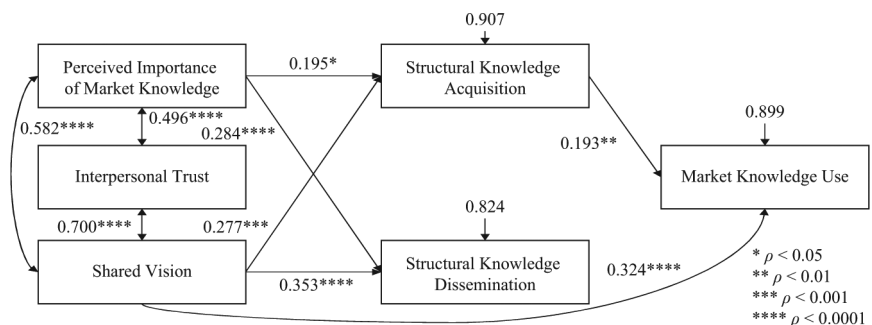 0.907
Perceived Importance
of Market Knowledge
0.195*
Structural Knowledge
Acquisition
0.582****
0.496****
0.284****
0.193**
0.899
Interpersonal Trust
Market Knowledge Use
0.700****
0.277***
0.824
Shared Vision
0.353****
Structural Knowledge
Dissemination
0.324****
* ρ < 0.05
** ρ < 0.01
*** ρ < 0.001
**** ρ < 0.0001